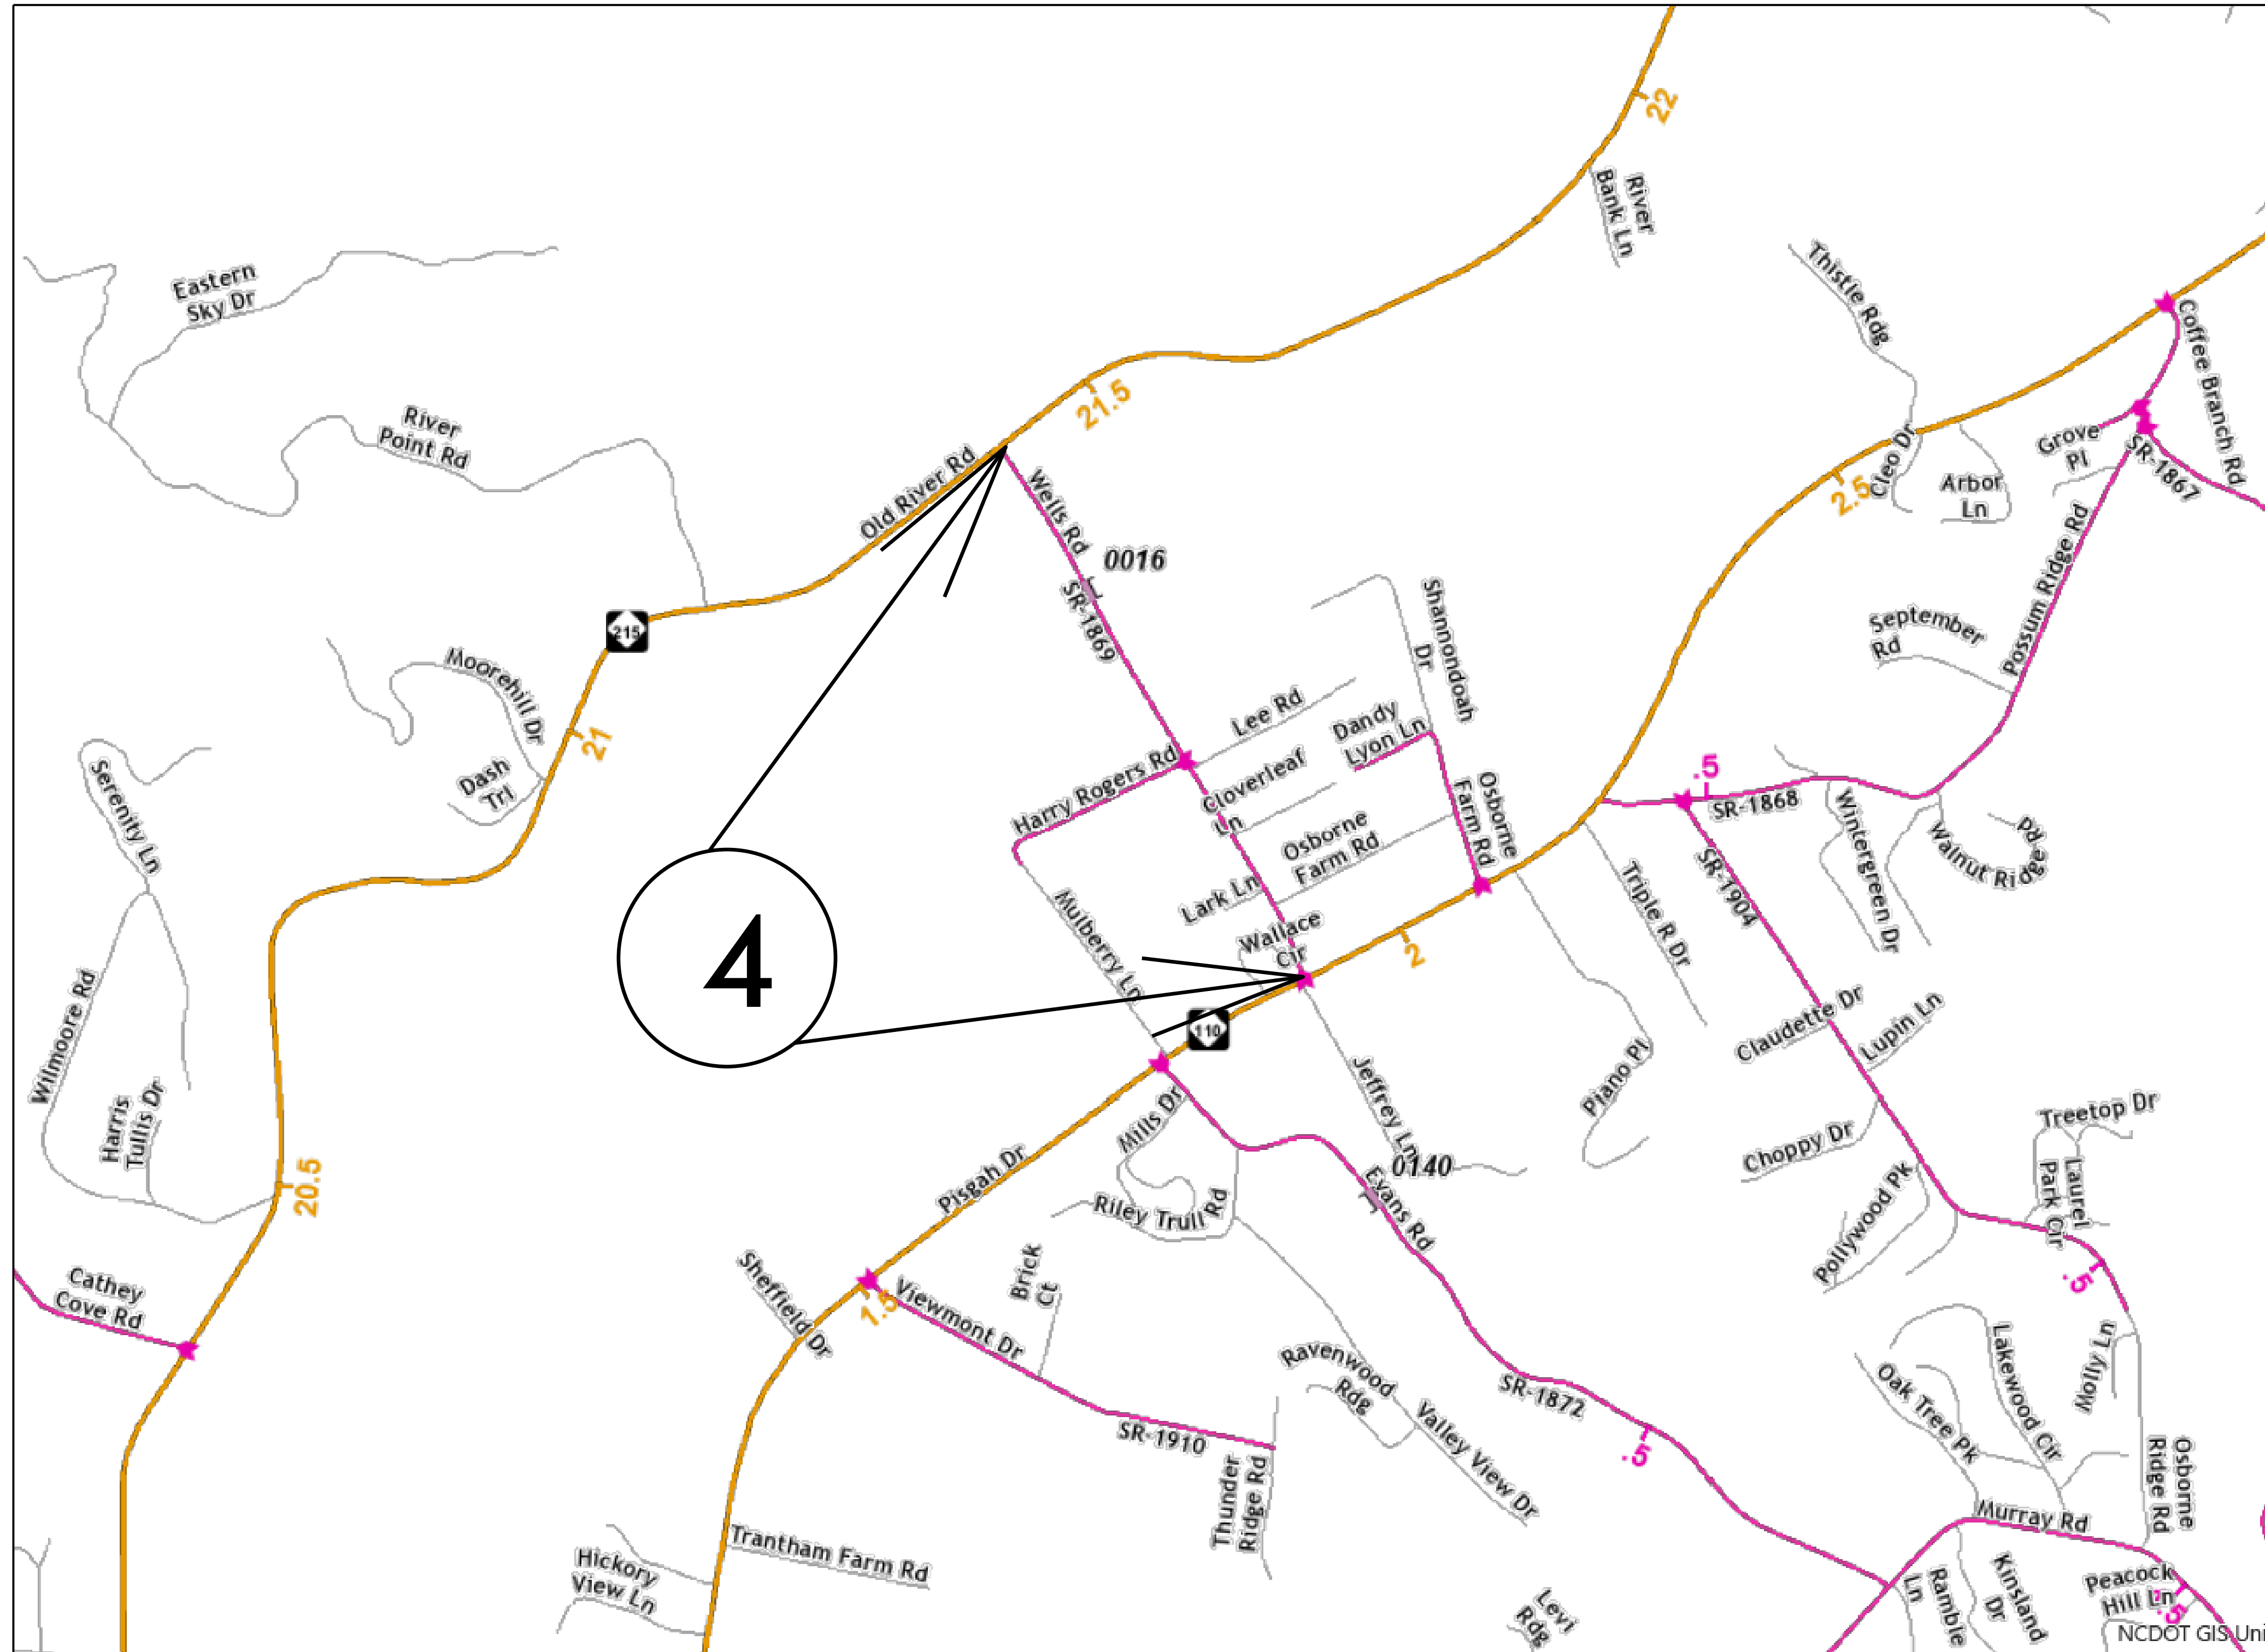 22
River
Bank Ln
Eastern
Sky Dr
Thistle Rdg
Coffee Branch Rd
21.5
River
Point Rd
Old River Rd
Wells Rd
Cleo Dr
Grove
Pl
SR-1867
2.5
Arbor
Ln
0016
SR-1869
Possum Ridge Rd
215
September
Rd
Shannondoah
Dr
Moorehill Dr
Lee Rd
Dandy
Lyon Ln
21
Dash
Trl
Serenity Ln
Harry Rogers Rd
Cloverleaf
Ln
Osborne
Farm Rd
Osborne
Farm Rd
.5
SR-1868
Wintergreen Dr
Walnut Ridge Rd
SR-1904
Triple R Dr
Lark Ln
Mulberry Ln
Wallace
Cir
2
4
110
Wilmoore Rd
Harris
Tullis Dr
Claudette Dr
Lupin Ln
Piano Pl
Jeffrey Ln
Mills Dr
Treetop Dr
Choppy Dr
0140
Evans Rd
Laurel
Park Cir
Pollywood Pk
20.5
Pisgah Dr
Riley Trull Rd
Brick
Ct
.5
Cathey
Cove Rd
Sheffield Dr
1.5
Viewmont Dr
Ravenwood
Rdg
Lakewood Cir
Molly Ln
Oak Tree Pk
SR-1872
Valley View Dr
SR-1910
.5
Thunder
Ridge Rd
Osborne
Ridge Rd
Murray Rd
Trantham Farm Rd
Hickory
View Ln
Levi
Rdg
Ramble
Ln
Kinsland
Dr
Peacock
Hill Ln
.5
NCDOT GIS Uni